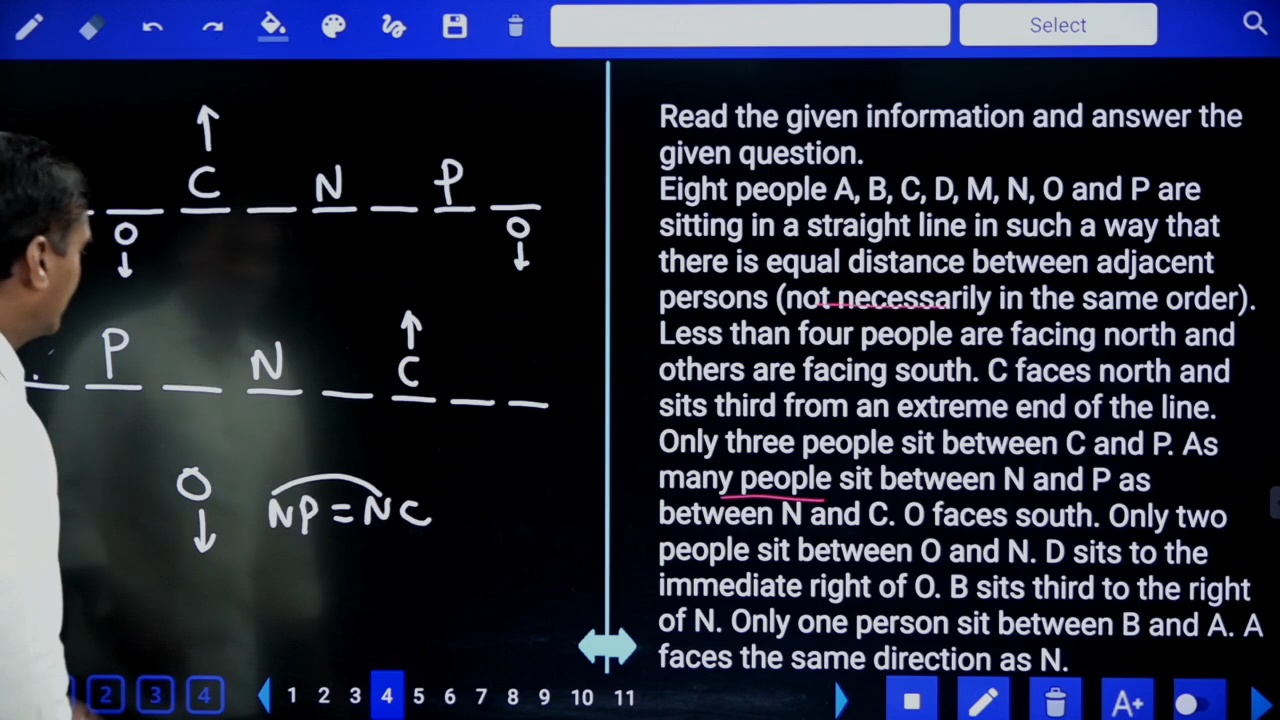 Select
Read the given information and answer the
given question.
Eight people A, B, C, D, M, N, O and P are
sitting in a straight line in such a way that
there is equal distance between adjacent
persons (not necessarily in the same order).
Less than four people are facing north and
others are facing south. C faces north and
sits third from an extreme end of the line.
Only three people sit between C and P. As
many people sit between N and P as
between N and C. O faces south. Only two
people sit between O and N. D sits to the
immediate right of O. B sits third to the right
of N. Only one person sit between B and A. A
faces the same direction as N.
C N P
O O
P N C
O NP = NC
2 3 4 1 2 3 4 5 6 7 8 9 10 11 A+